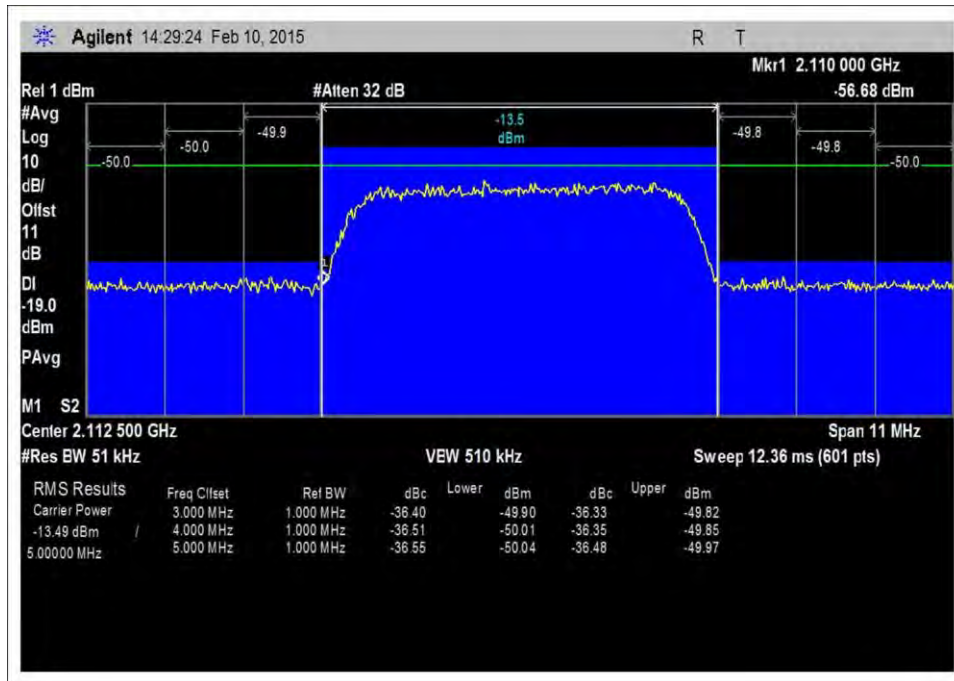 Agilent 14:29:24 Feb 10, 2015 R T
Mkr1 2.110 000 GHz
Rel 1 dBm #Atten 32 dB -56.68 dBm
#Avg
Log
10
dB/
Offst
11
dB
DI
-19.0
dBm
PAvg
M1 S2
-50.0 -50.0 -49.9 -13.5 dBm -49.8 -49.8 -50.0
1
Center 2.112 500 GHz Span 11 MHz
#Res BW 51 kHz VBW 510 kHz Sweep 12.36 ms (601 pts)
RMS Results Freq Offset Ref BW dBc Lower dBm dBc Upper dBm
Carrier Power 3.000 MHz 1.000 MHz -36.40 -49.90 -36.33 -49.82
-13.49 dBm / 4.000 MHz 1.000 MHz -36.51 -50.01 -36.35 -49.85
5.00000 MHz 5.000 MHz 1.000 MHz -36.55 -50.04 -36.48 -49.97